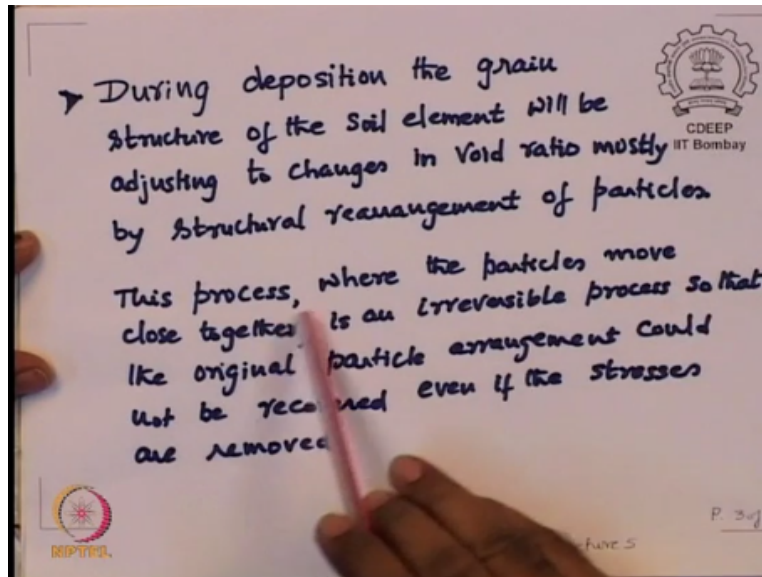 During deposition the grain
structure of the soil element will be
adjusting to changes in void ratio mostly
by structural rearrangement of particles.
This process, where the particles move
close together is an irreversible process so that
the original particle arrangement could
not be even if the stresses
are removed
CDEEP
IIT Bombay
NPTEL
P. 3 of